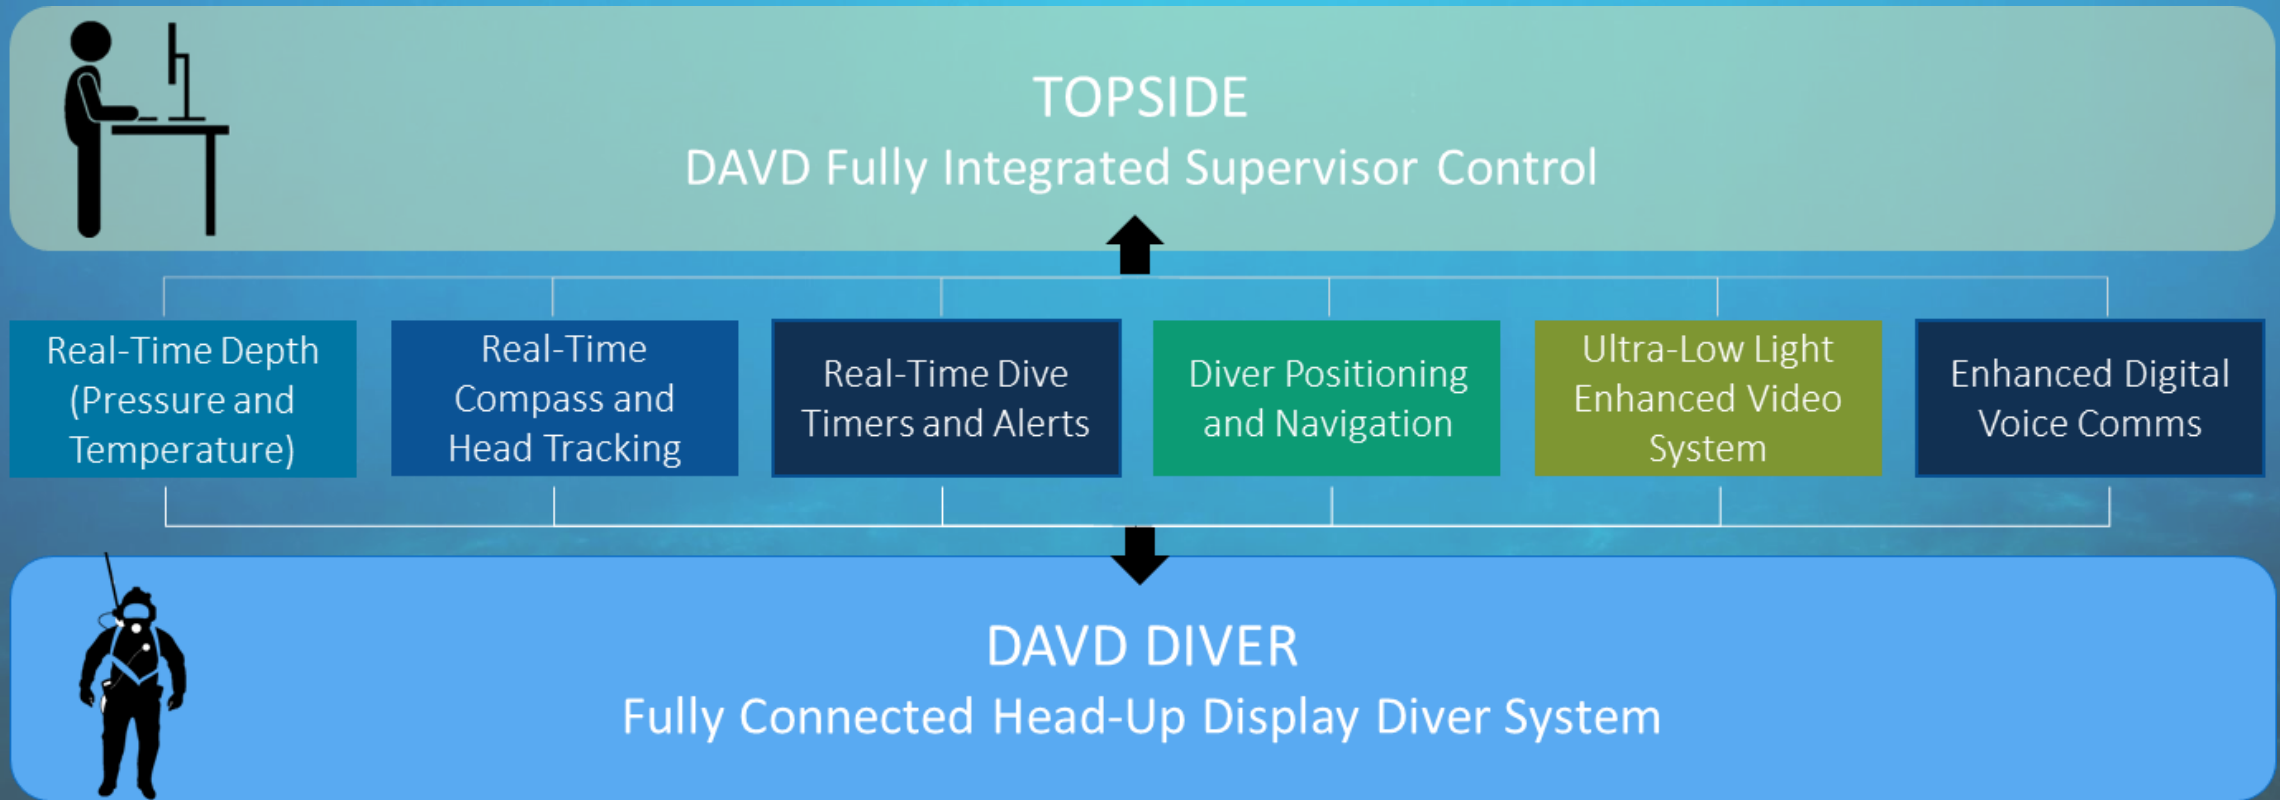 TOPSIDE
DAVD Fully Integrated Supervisor Control
Real-Time Depth
(Pressure and
Temperature)
Real-Time
Compass and
Head Tracking
Real-Time Dive
Timers and Alerts
Diver Positioning
and Navigation
Ultra-Low Light
Enhanced Video
System
Enhanced Digital
Voice Comms
DAVD DIVER
Fully Connected Head-Up Display Diver System